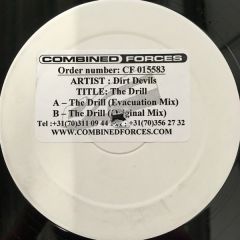 COMBINED FORCES
Order number: CF 015583
ARTIST : Dirt Devils
TITLE: The Drill
A – The Drill (Evacuation Mix)
B – The Drill (Original Mix)
Tel :+31(70)311 09 44 +31(70)356 27 32
WWW.COMBINEDFORCES.COM